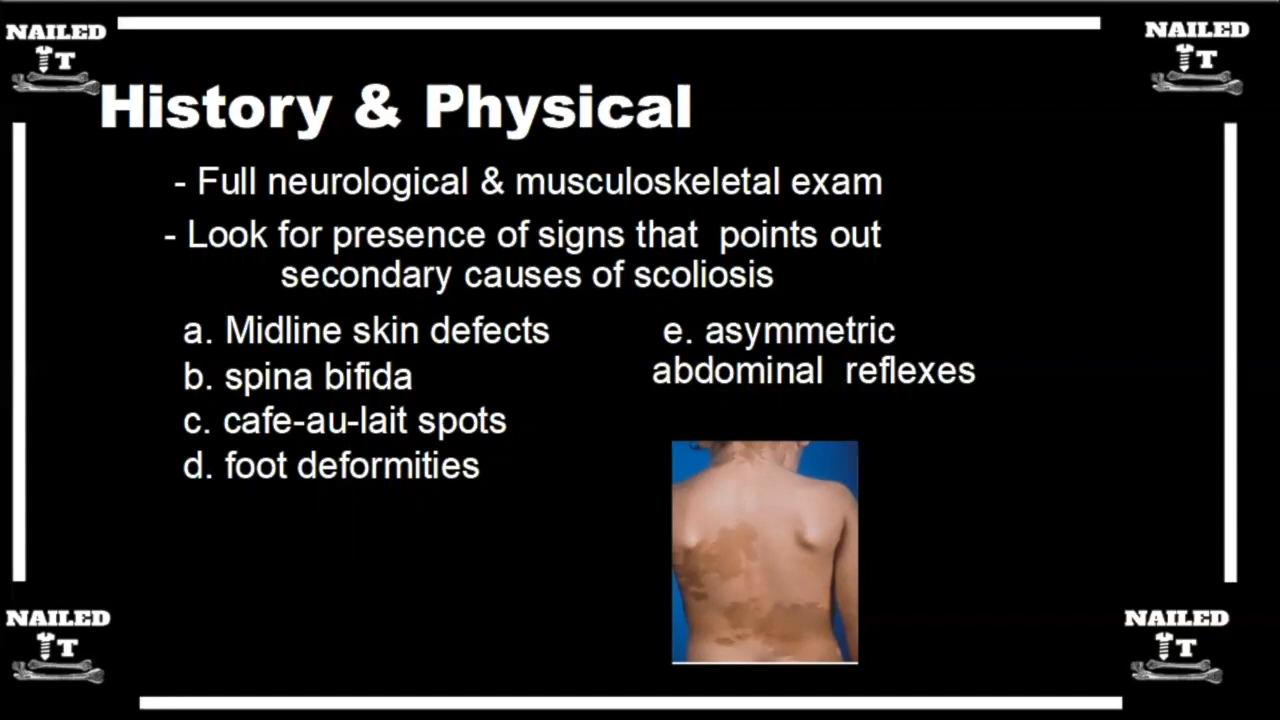 NAILED
IT
NAILED
IT
History & Physical
- Full neurological & musculoskeletal exam
- Look for presence of signs that points out
secondary causes of scoliosis
a. Midline skin defects
b. spina bifida
c. cafe-au-lait spots
d. foot deformities
e. asymmetric
abdominal reflexes
NAILED
IT
NAILED
IT